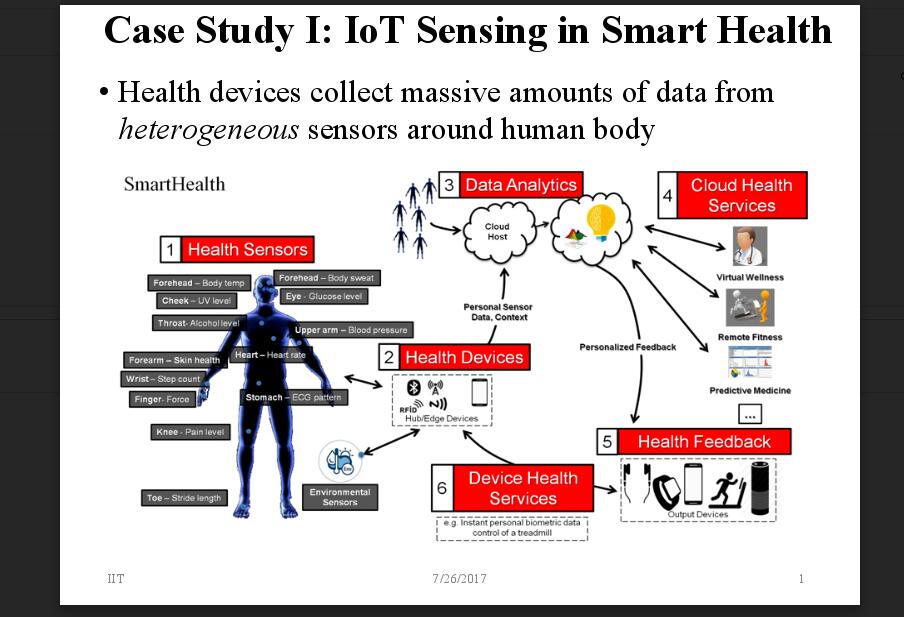 Case Study I: IoT Sensing in Smart Health
• Health devices collect massive amounts of data from
heterogeneous sensors around human body
SmartHealth
1 Health Sensors
Forehead – Body temp
Forehead – Body sweat
Cheek – UV level
Eye - Glucose level
Throat- Alcohol level
Upper arm – Blood pressure
Forearm – Skin health
Heart – Heart rate
Wrist – Step count
Finger- Force
Stomach – ECG pattern
Knee - Pain level
Toe – Stride length
Environmental
Sensors
2 Health Devices
RFID
Hub/Edge Devices
Personal Sensor
Data, Context
3 Data Analytics
Cloud
Host
4 Cloud Health
Services
Virtual Wellness
Remote Fitness
Predictive Medicine
...
Personalized Feedback
5 Health Feedback
Output Devices
6 Device Health
Services
e.g. Instant personal biometric data
control of a treadmill
IIT
7/26/2017
1